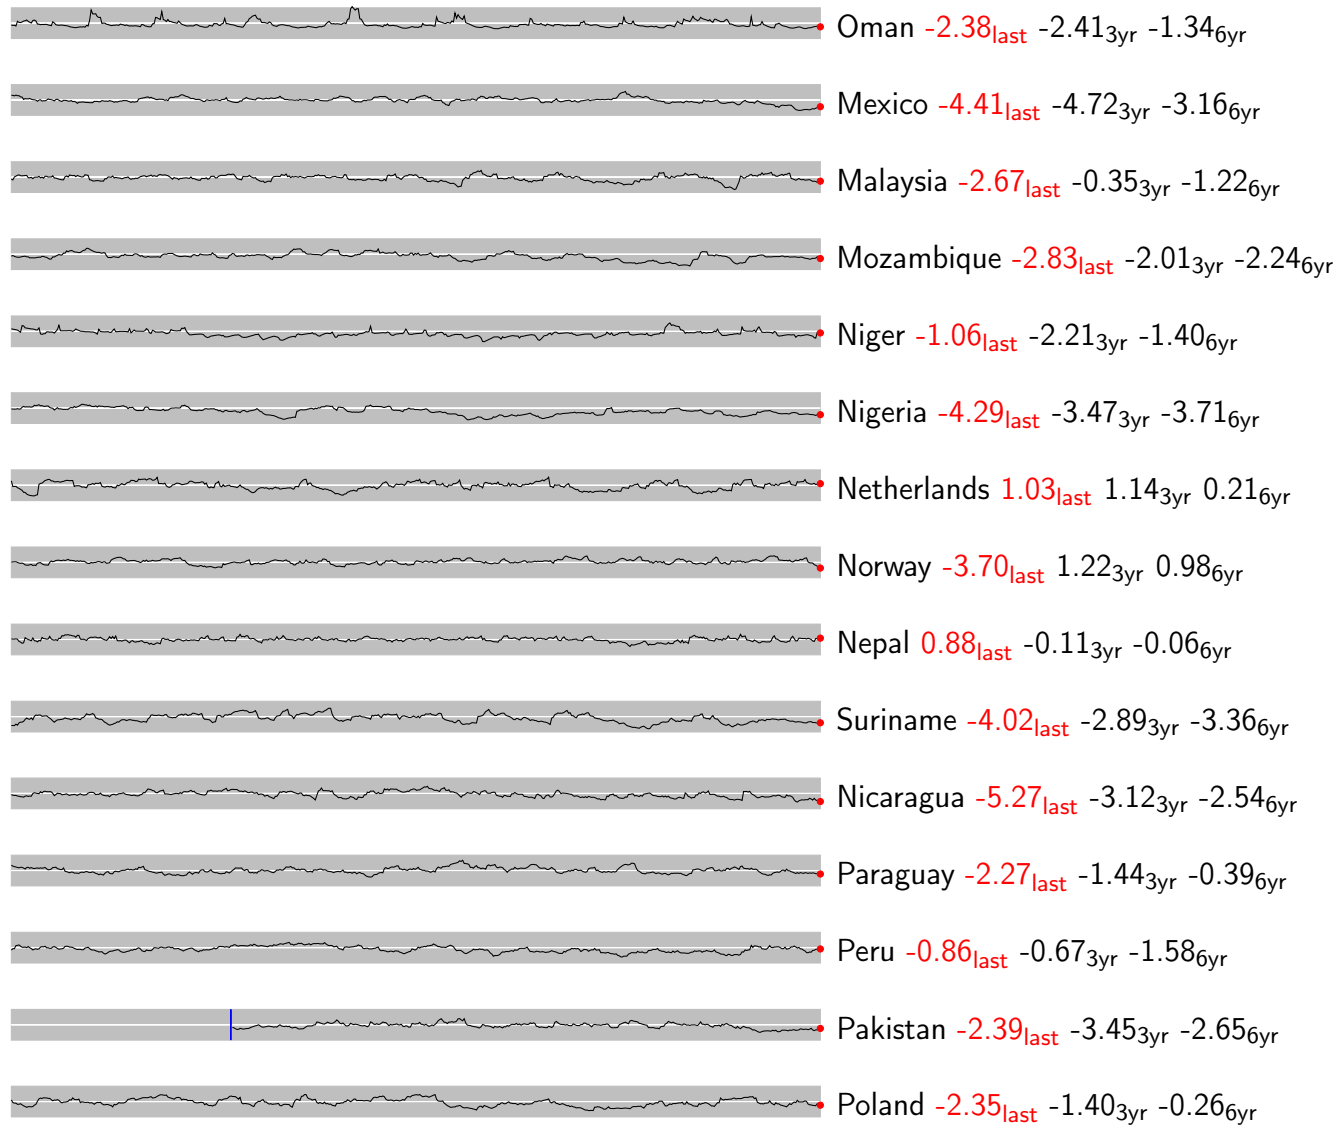 Oman -2.38last -2.413yr -1.346yr
Mexico -4.41last -4.723yr -3.166yr
Malaysia -2.67last -0.353yr -1.226yr
Mozambique -2.83last -2.013yr -2.246yr
Niger -1.06last -2.213yr -1.406yr
Nigeria -4.29last -3.473yr -3.716yr
Netherlands 1.03last 1.143yr 0.216yr
Norway -3.70last 1.223yr 0.986yr
Nepal 0.88last -0.113yr -0.066yr
Suriname -4.02last -2.893yr -3.366yr
Nicaragua -5.27last -3.123yr -2.546yr
Paraguay -2.27last -1.443yr -0.396yr
Peru -0.86last -0.673yr -1.586yr
Pakistan -2.39last -3.453yr -2.656yr
Poland -2.35last -1.403yr -0.266yr